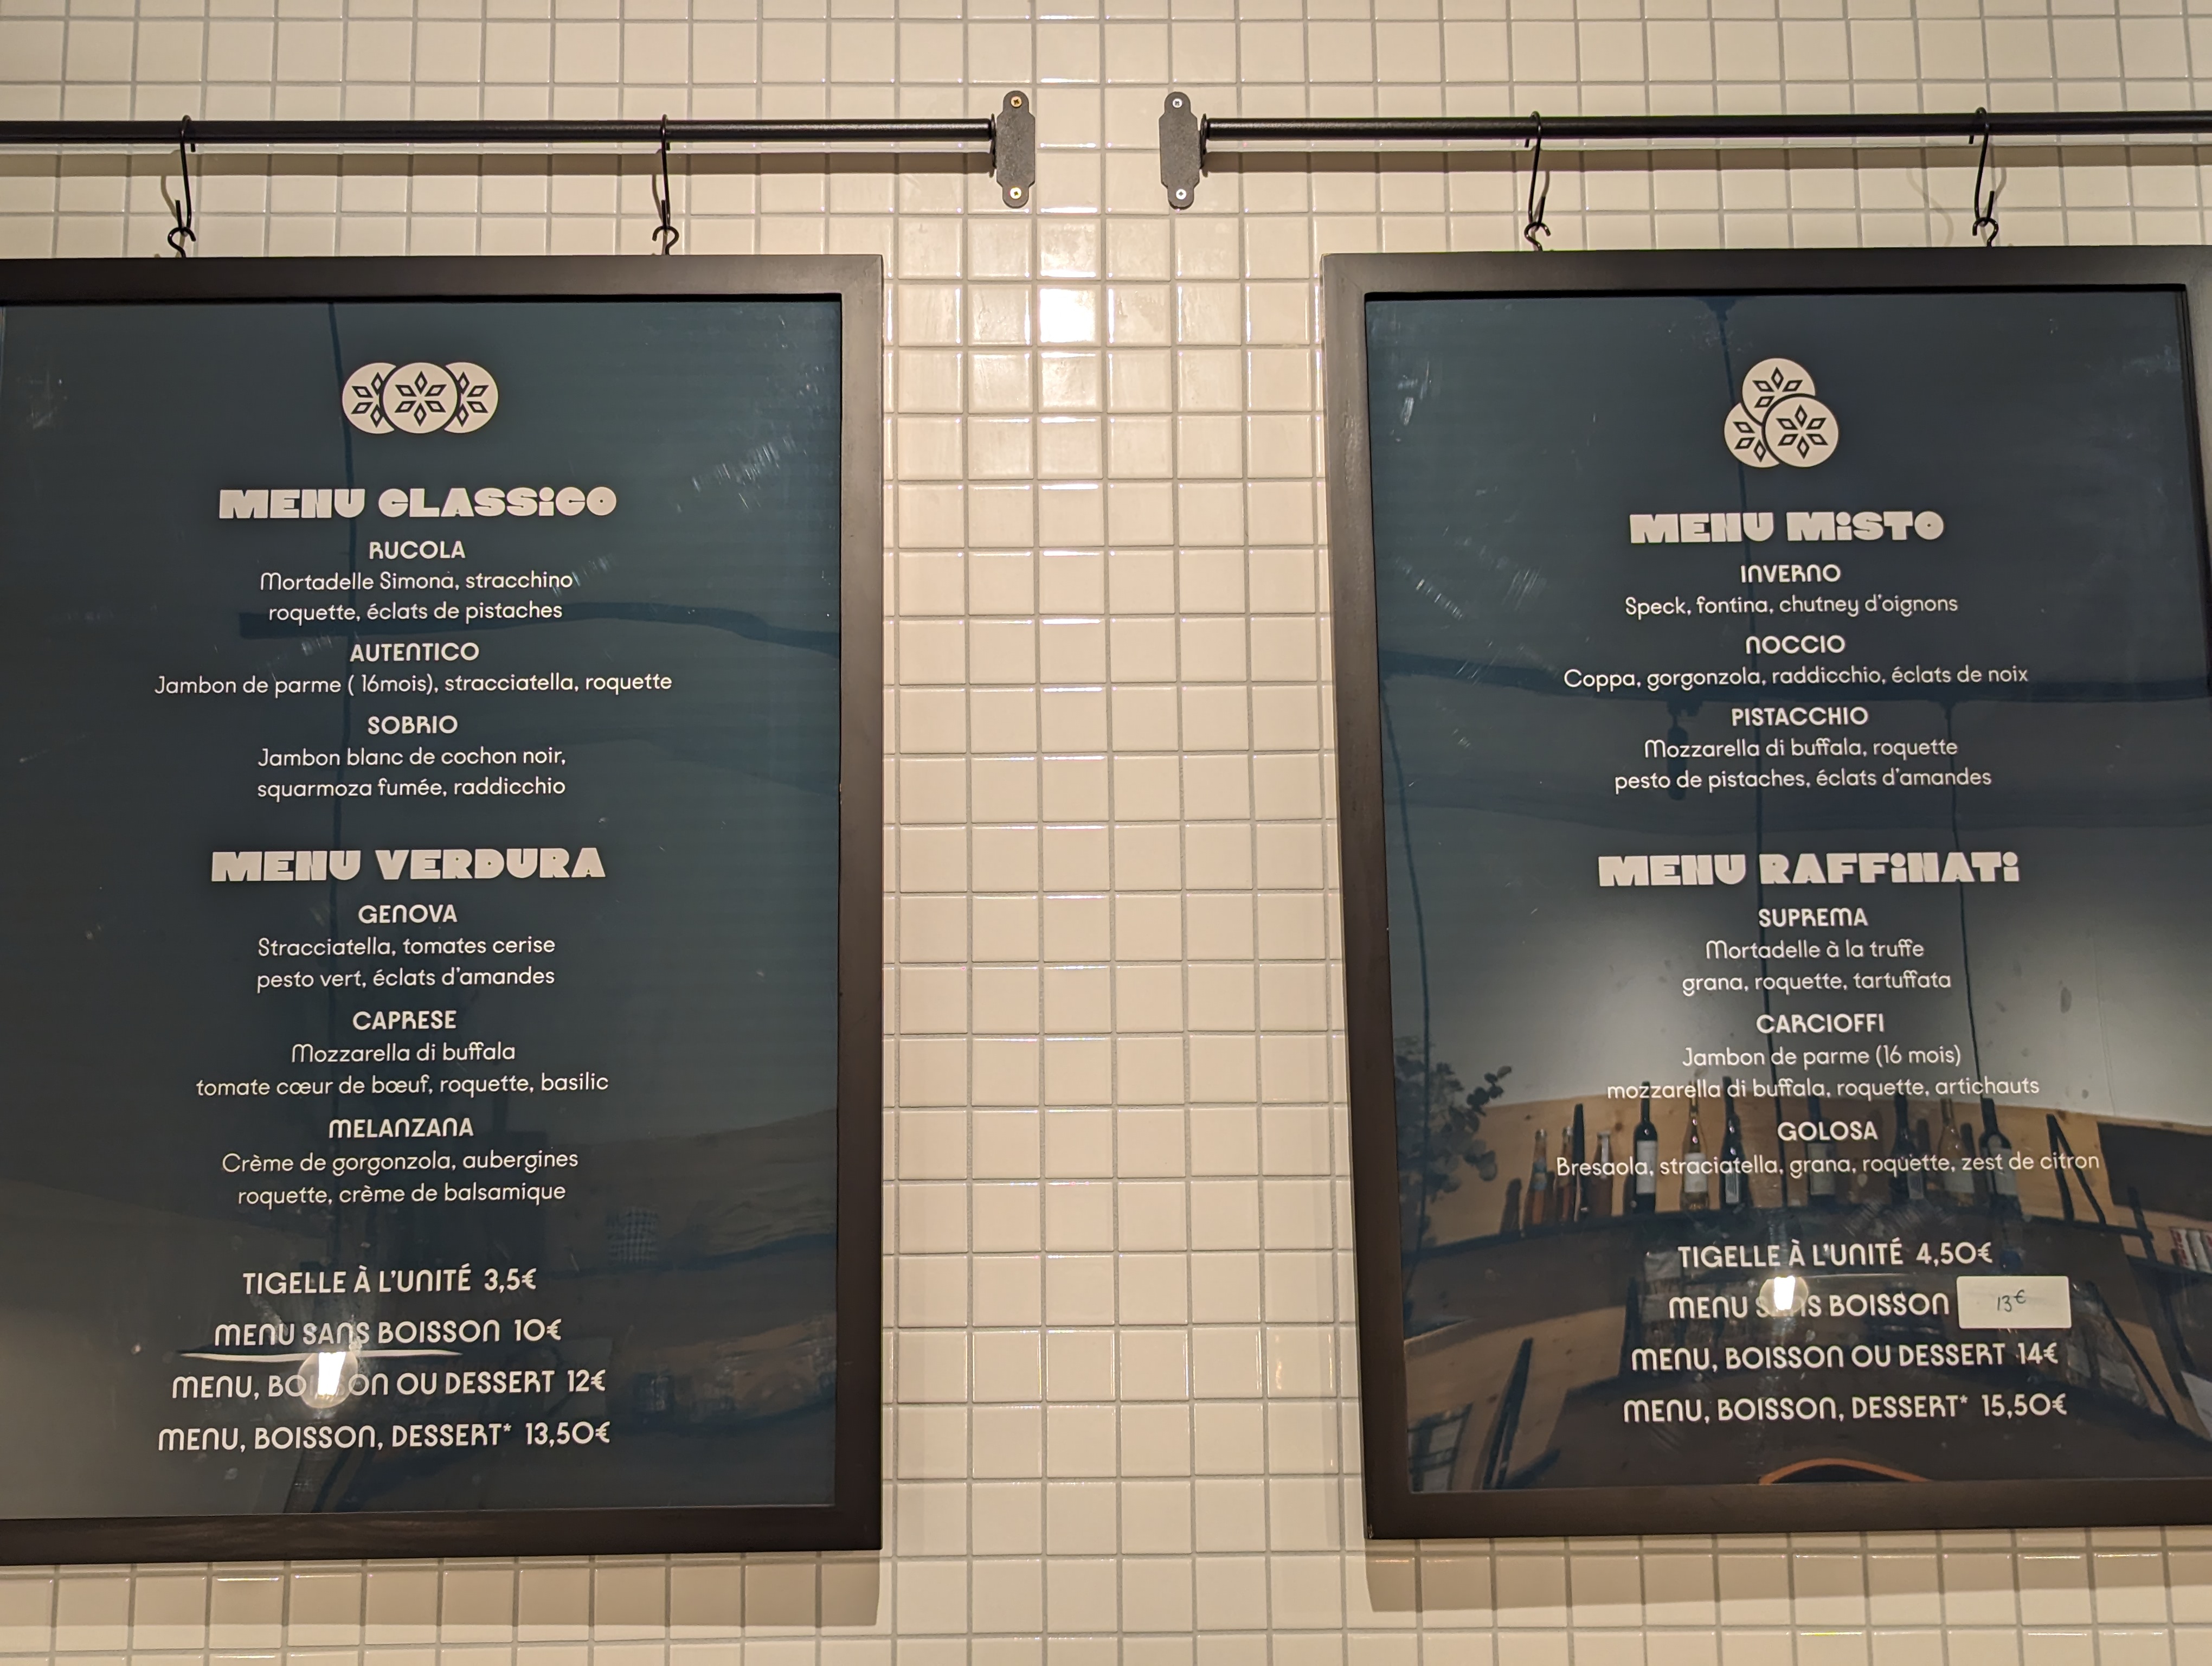 MENU CLASSICO
RUCOLA
Mortadelle Simona, stracchino
roquette, éclats de pistaches
AUTENTICO
Jambon de parme ( 16mois), stracciatella, roquette
SOBRIO
Jambon blanc de cochon noir,
squarmoza fumée, raddicchio
MENU VERDURA
GENOVA
Stracciatella, tomates cerise
pesto vert, éclats d'amandes
CAPRESE
Mozzarella di buffala
tomate cœur de bœuf, roquette, basilic
MELANZANA
Crème de gorgonzola, aubergines
roquette, crème de balsamique
TIGELLE À L'UNITÉ 3,5€
MENU SANS BOISSON 10€
MENU, BOISSON OU DESSERT 12€
MENU, BOISSON, DESSERT* 13,50€
MENU MISTO
INVERNO
Speck, fontina, chutney d'oignons
NOCCIO
Coppa, gorgonzola, raddicchio, éclats de noix
PISTACCHIO
Mozzarella di buffala, roquette
pesto de pistaches, éclats d'amandes
MENU RAFFINATI
SUPREMA
Mortadelle à la truffe
grana, roquette, tartuffata
CARCIOFFI
Jambon de parme (16 mois)
mozzarella di buffala, roquette, artichauts
GOLOSA
Bresaola, straciatella, grana, roquette, zest de citron
TIGELLE À L'UNITÉ 4,50€
MENU SANS BOISSON 13€
MENU, BOISSON OU DESSERT 14€
MENU, BOISSON, DESSERT* 15,50€